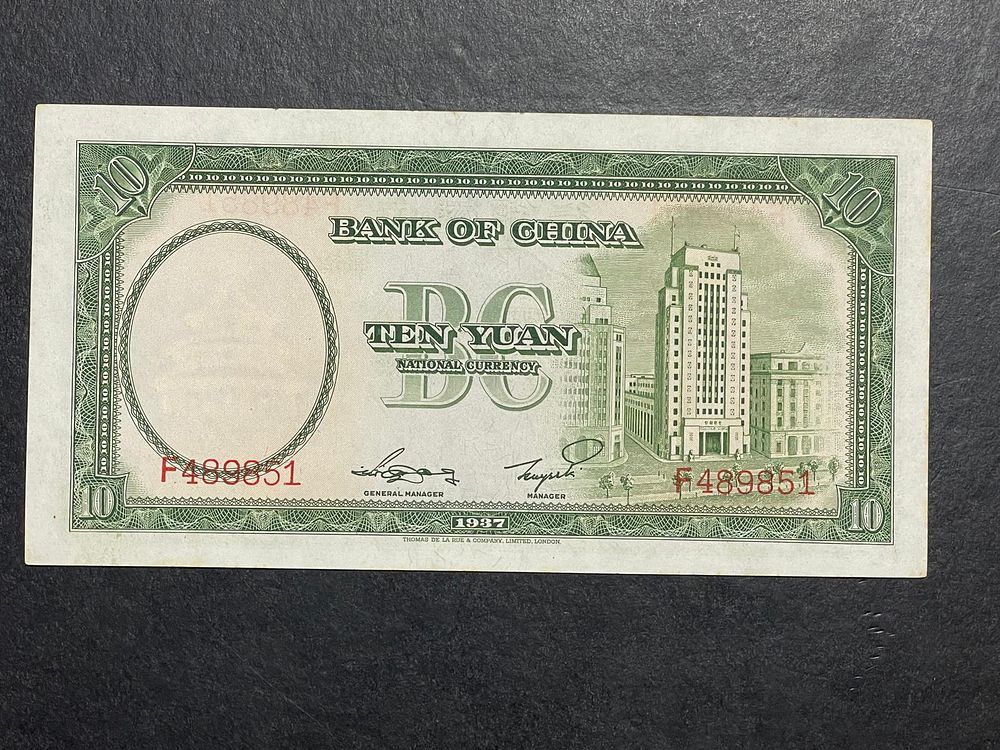 10
10
BANK OF CHINA
BC
TEN YUAN
NATIONAL CURRENCY
F489851
GENERAL MANAGER
MANAGER
F489851
10
1937
10
THOMAS DE LA RUE & COMPANY, LIMITED, LONDON.